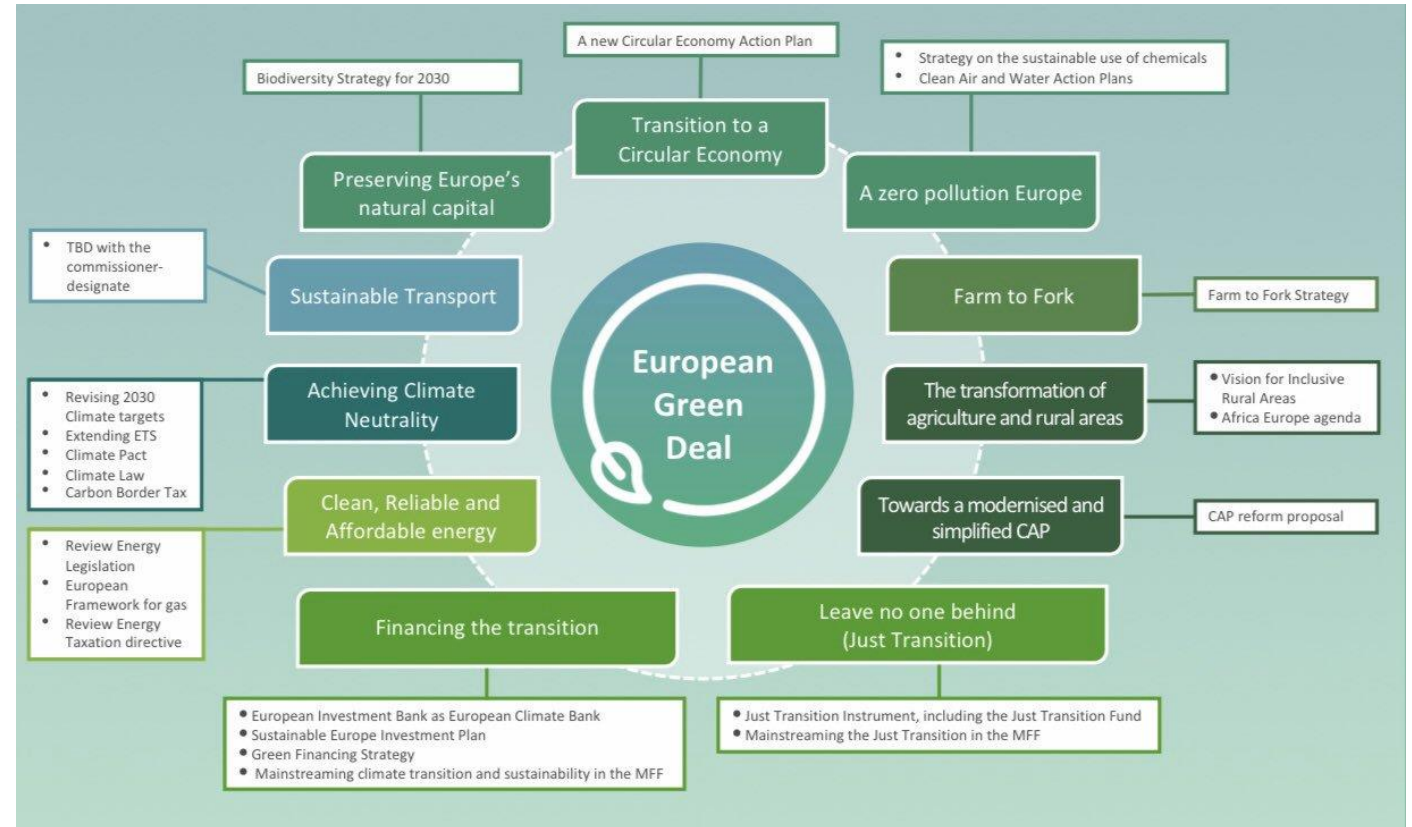 A new Circular Economy Action Plan
Biodiversity Strategy for 2030
• Strategy on the sustainable use of chemicals
• Clean Air and Water Action Plans
Transition to a
Circular Economy
Preserving Europe's
natural capital
A zero pollution Europe
• TBD with the
commissioner-
designate
Sustainable Transport
Farm to Fork
Farm to Fork Strategy
European
Green
Deal
• Revising 2030
Climate targets
• Extending ETS
• Climate Pact
• Climate Law
• Carbon Border Tax
Achieving Climate
Neutrality
The transformation of
agriculture and rural areas
• Vision for Inclusive
Rural Areas
• Africa Europe agenda
Clean, Reliable and
Affordable energy
Towards a modernised and
simplified CAP
CAP reform proposal
• Review Energy
Legislation
• European
Framework for gas
• Review Energy
Taxation directive
Financing the transition
Leave no one behind
(Just Transition)
• European Investment Bank as European Climate Bank
• Sustainable Europe Investment Plan
• Green Financing Strategy
• Mainstreaming climate transition and sustainability in the MFF
• Just Transition Instrument, including the Just Transition Fund
• Mainstreaming the Just Transition in the MFF